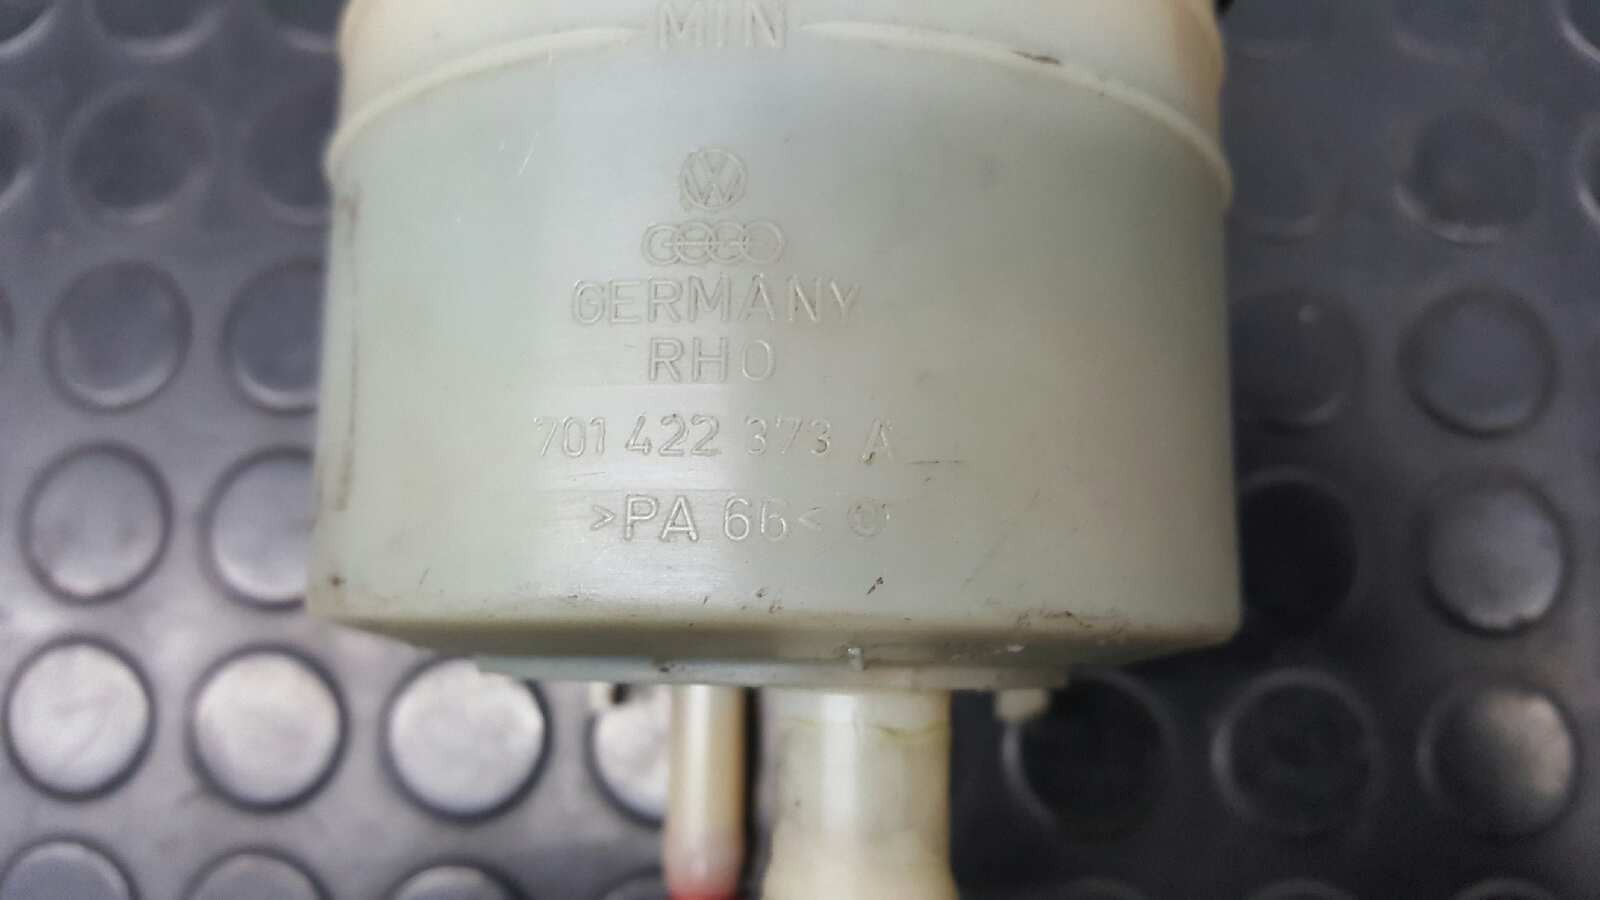 MIN
GERMANY
RHO
701 422 373 A
>PA 66<